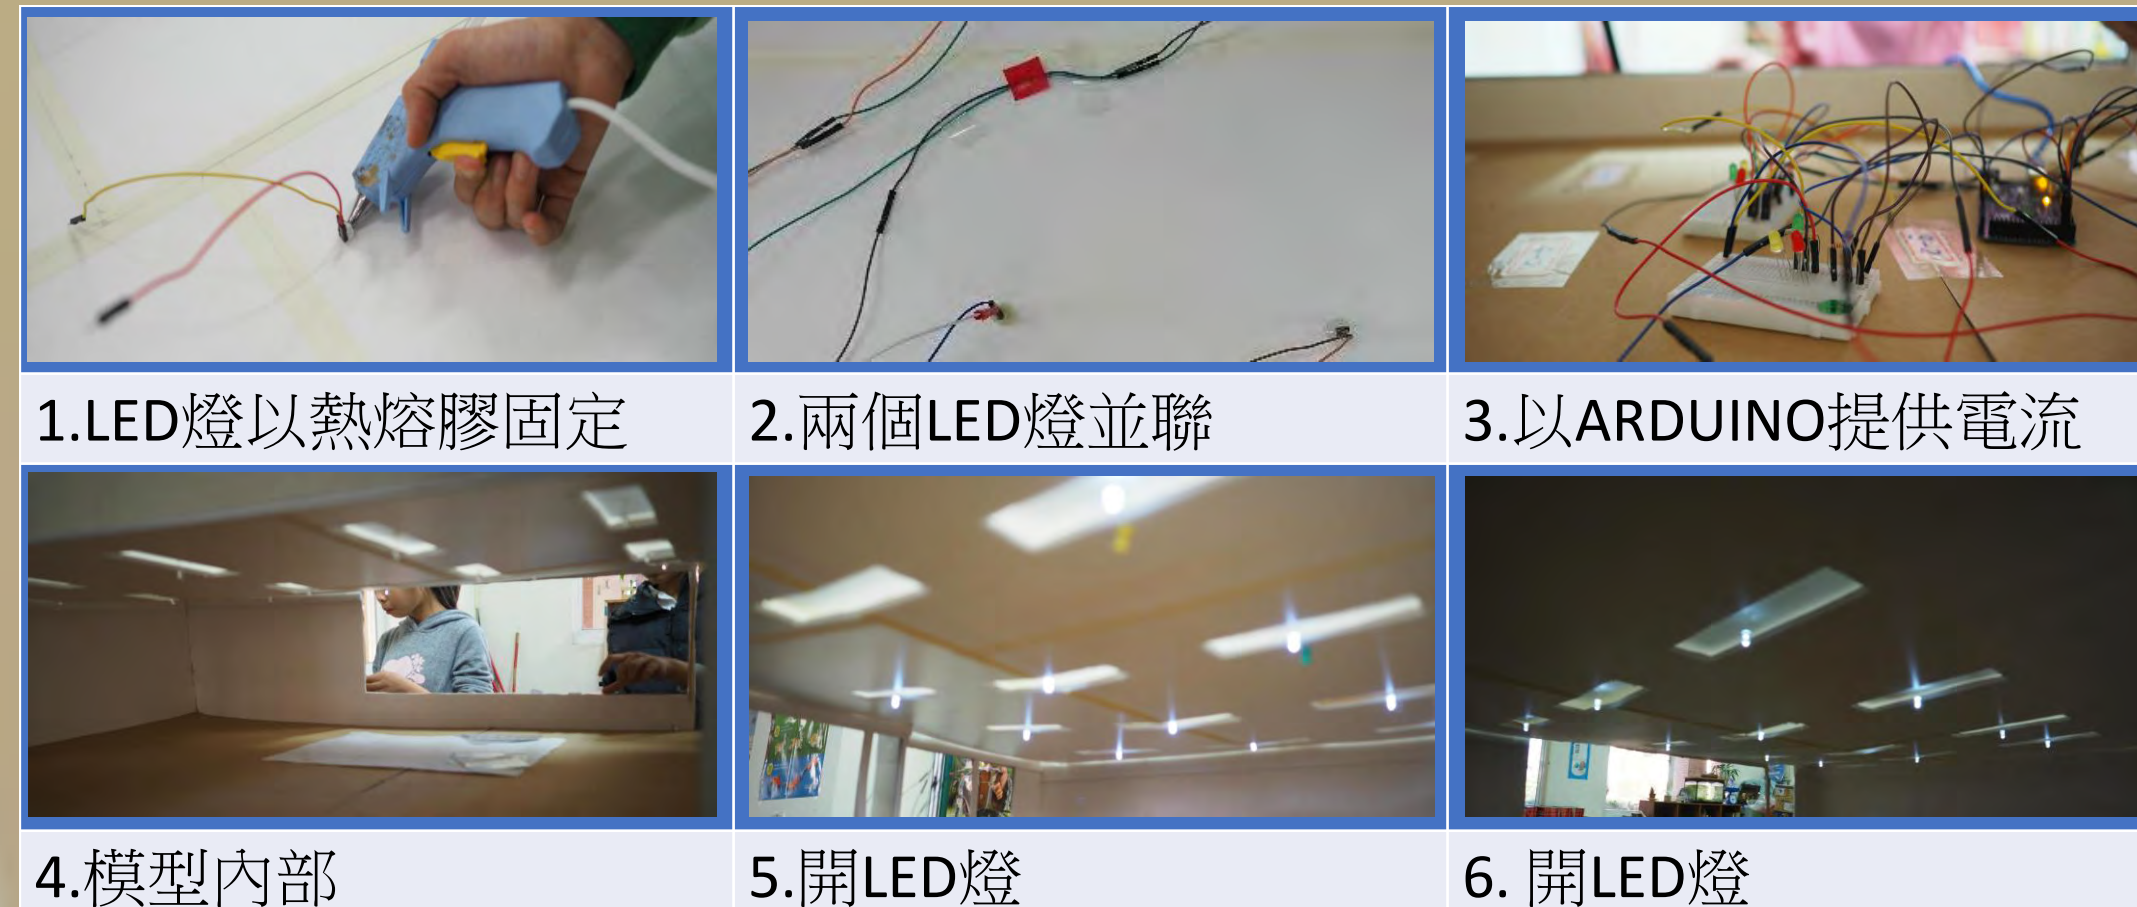 1.LED燈以熱熔膠固定
2.兩個LED燈並聯
3.以ARDUINO提供電流
4.模型內部
5.開LED燈
6. 開LED燈